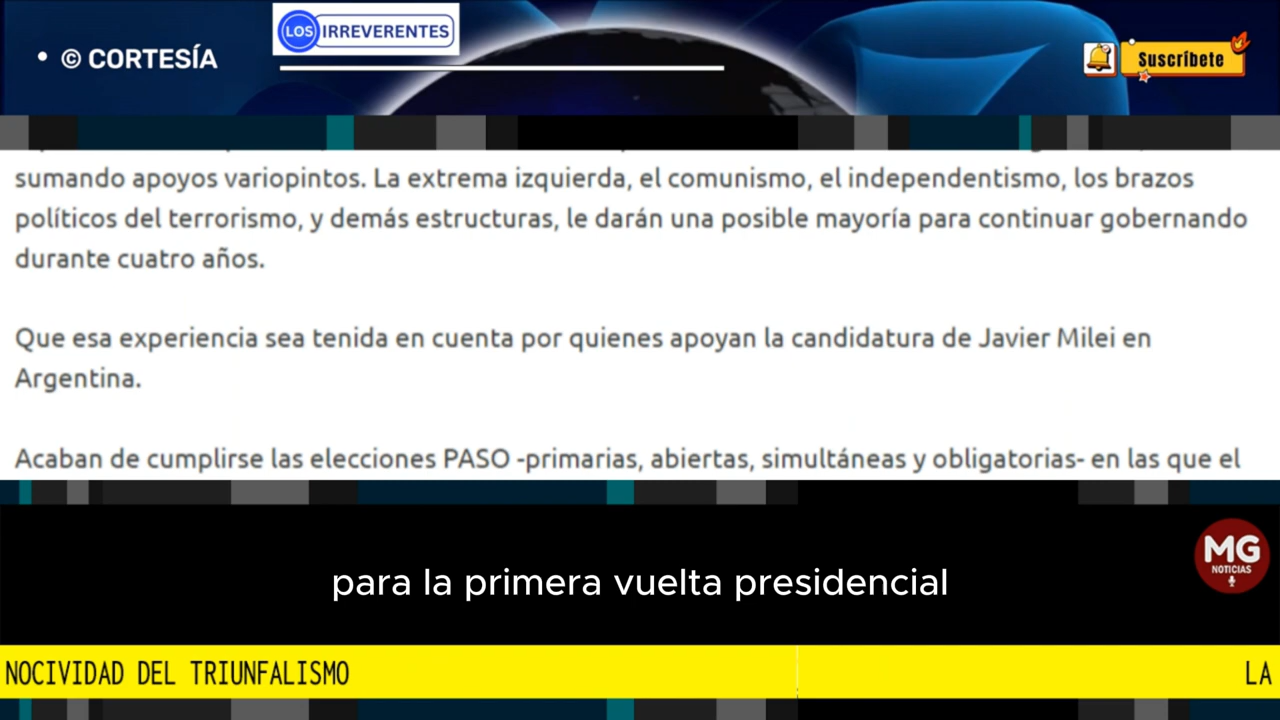 • © CORTESÍA
LOS IRREVERENTES
Suscríbete
sumando apoyos variopintos. La extrema izquierda, el comunismo, el independentismo, los brazos
políticos del terrorismo, y demás estructuras, le darán una posible mayoría para continuar gobernando
durante cuatro años.
Que esa experiencia sea tenida en cuenta por quienes apoyan la candidatura de Javier Milei en
Argentina.
Acaban de cumplirse las elecciones PASO -primarias, abiertas, simultáneas y obligatorias- en las que el
MG
NOTICIAS
para la primera vuelta presidencial
NOCIVIDAD DEL TRIUNFALISMO
LA